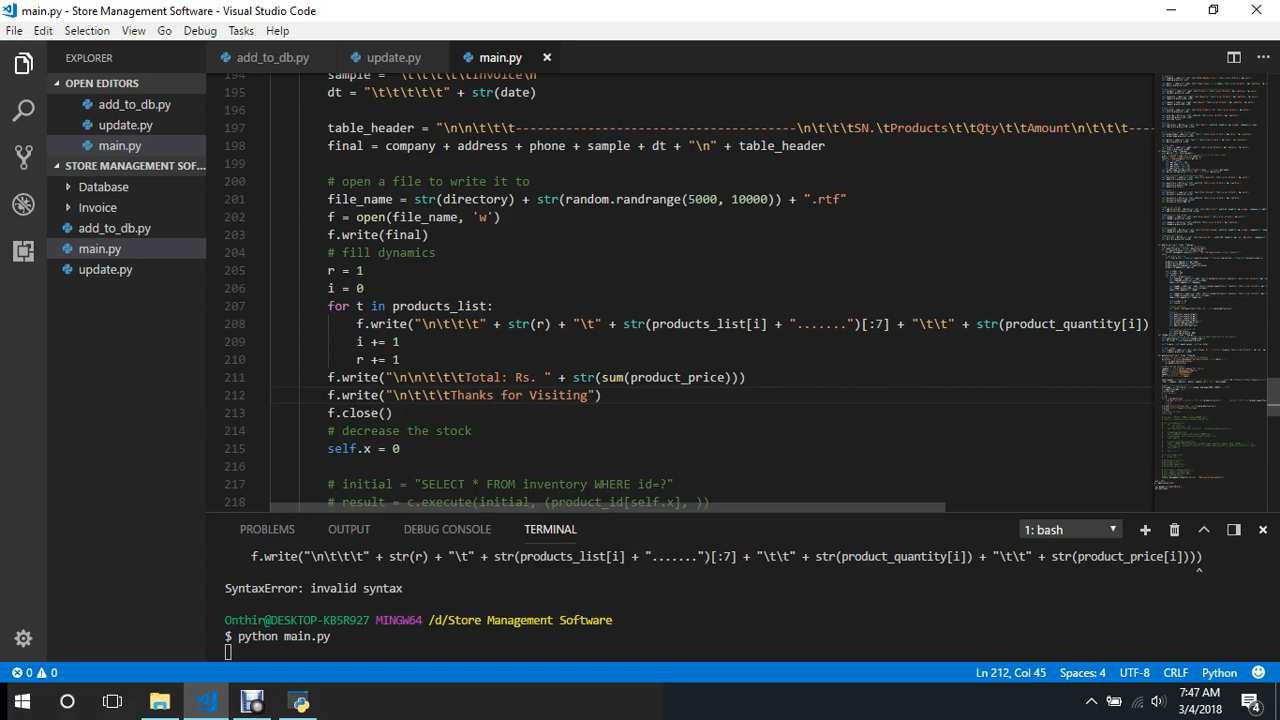 main.py - Store Management Software - Visual Studio Code
File Edit Selection View Go Debug Tasks Help
EXPLORER
OPEN EDITORS
add_to_db.py
update.py
main.py
STORE MANAGEMENT SOF...
Database
Invoice
add_to_db.py
main.py
update.py
add_to_db.py update.py main.py
194 sample = "\t\t\t\t\tInvoice\n"
195 dt = "\t\t\t\t\t" + str(date)
196
197 table_header = "\n\t\t\t------------------------------------------\n\t\t\tSN.\tProducts\t\tQty\t\tAmount\n\t\t\t----
198 final = company + address + phone + sample + dt + "\n" + table_header
199
200 # open a file to write it to
201 file_name = str(directory) + str(random.randrange(5000, 10000)) + ".rtf"
202 f = open(file_name, 'w')
203 f.write(final)
204 # fill dynamics
205 r = 1
206 i = 0
207 for t in products_list:
208 f.write("\n\t\t\t" + str(r) + "\t" + str(products_list[i] + ".......")[:7] + "\t\t" + str(product_quantity[i])
209 i += 1
210 r += 1
211 f.write("\n\n\t\t\tTotal: Rs. " + str(sum(product_price)))
212 f.write("\n\t\t\tThanks for Visiting")
213 f.close()
214 # decrease the stock
215 self.x = 0
216
217 # initial = "SELECT * FROM inventory WHERE id=?"
218 # result = c.execute(initial, (product_id[self.x], ))
PROBLEMS OUTPUT DEBUG CONSOLE TERMINAL 1: bash
f.write("\n\t\t\t" + str(r) + "\t" + str(products_list[i] + ".......")[:7] + "\t\t" + str(product_quantity[i]) + "\t\t" + str(product_price[i])))
^
SyntaxError: invalid syntax
Onthir@DESKTOP-KB5R927 MINGW64 /d/Store Management Software
$ python main.py
0 0 Ln 212, Col 45 Spaces: 4 UTF-8 CRLF Python
7:47 AM
3/4/2018
4